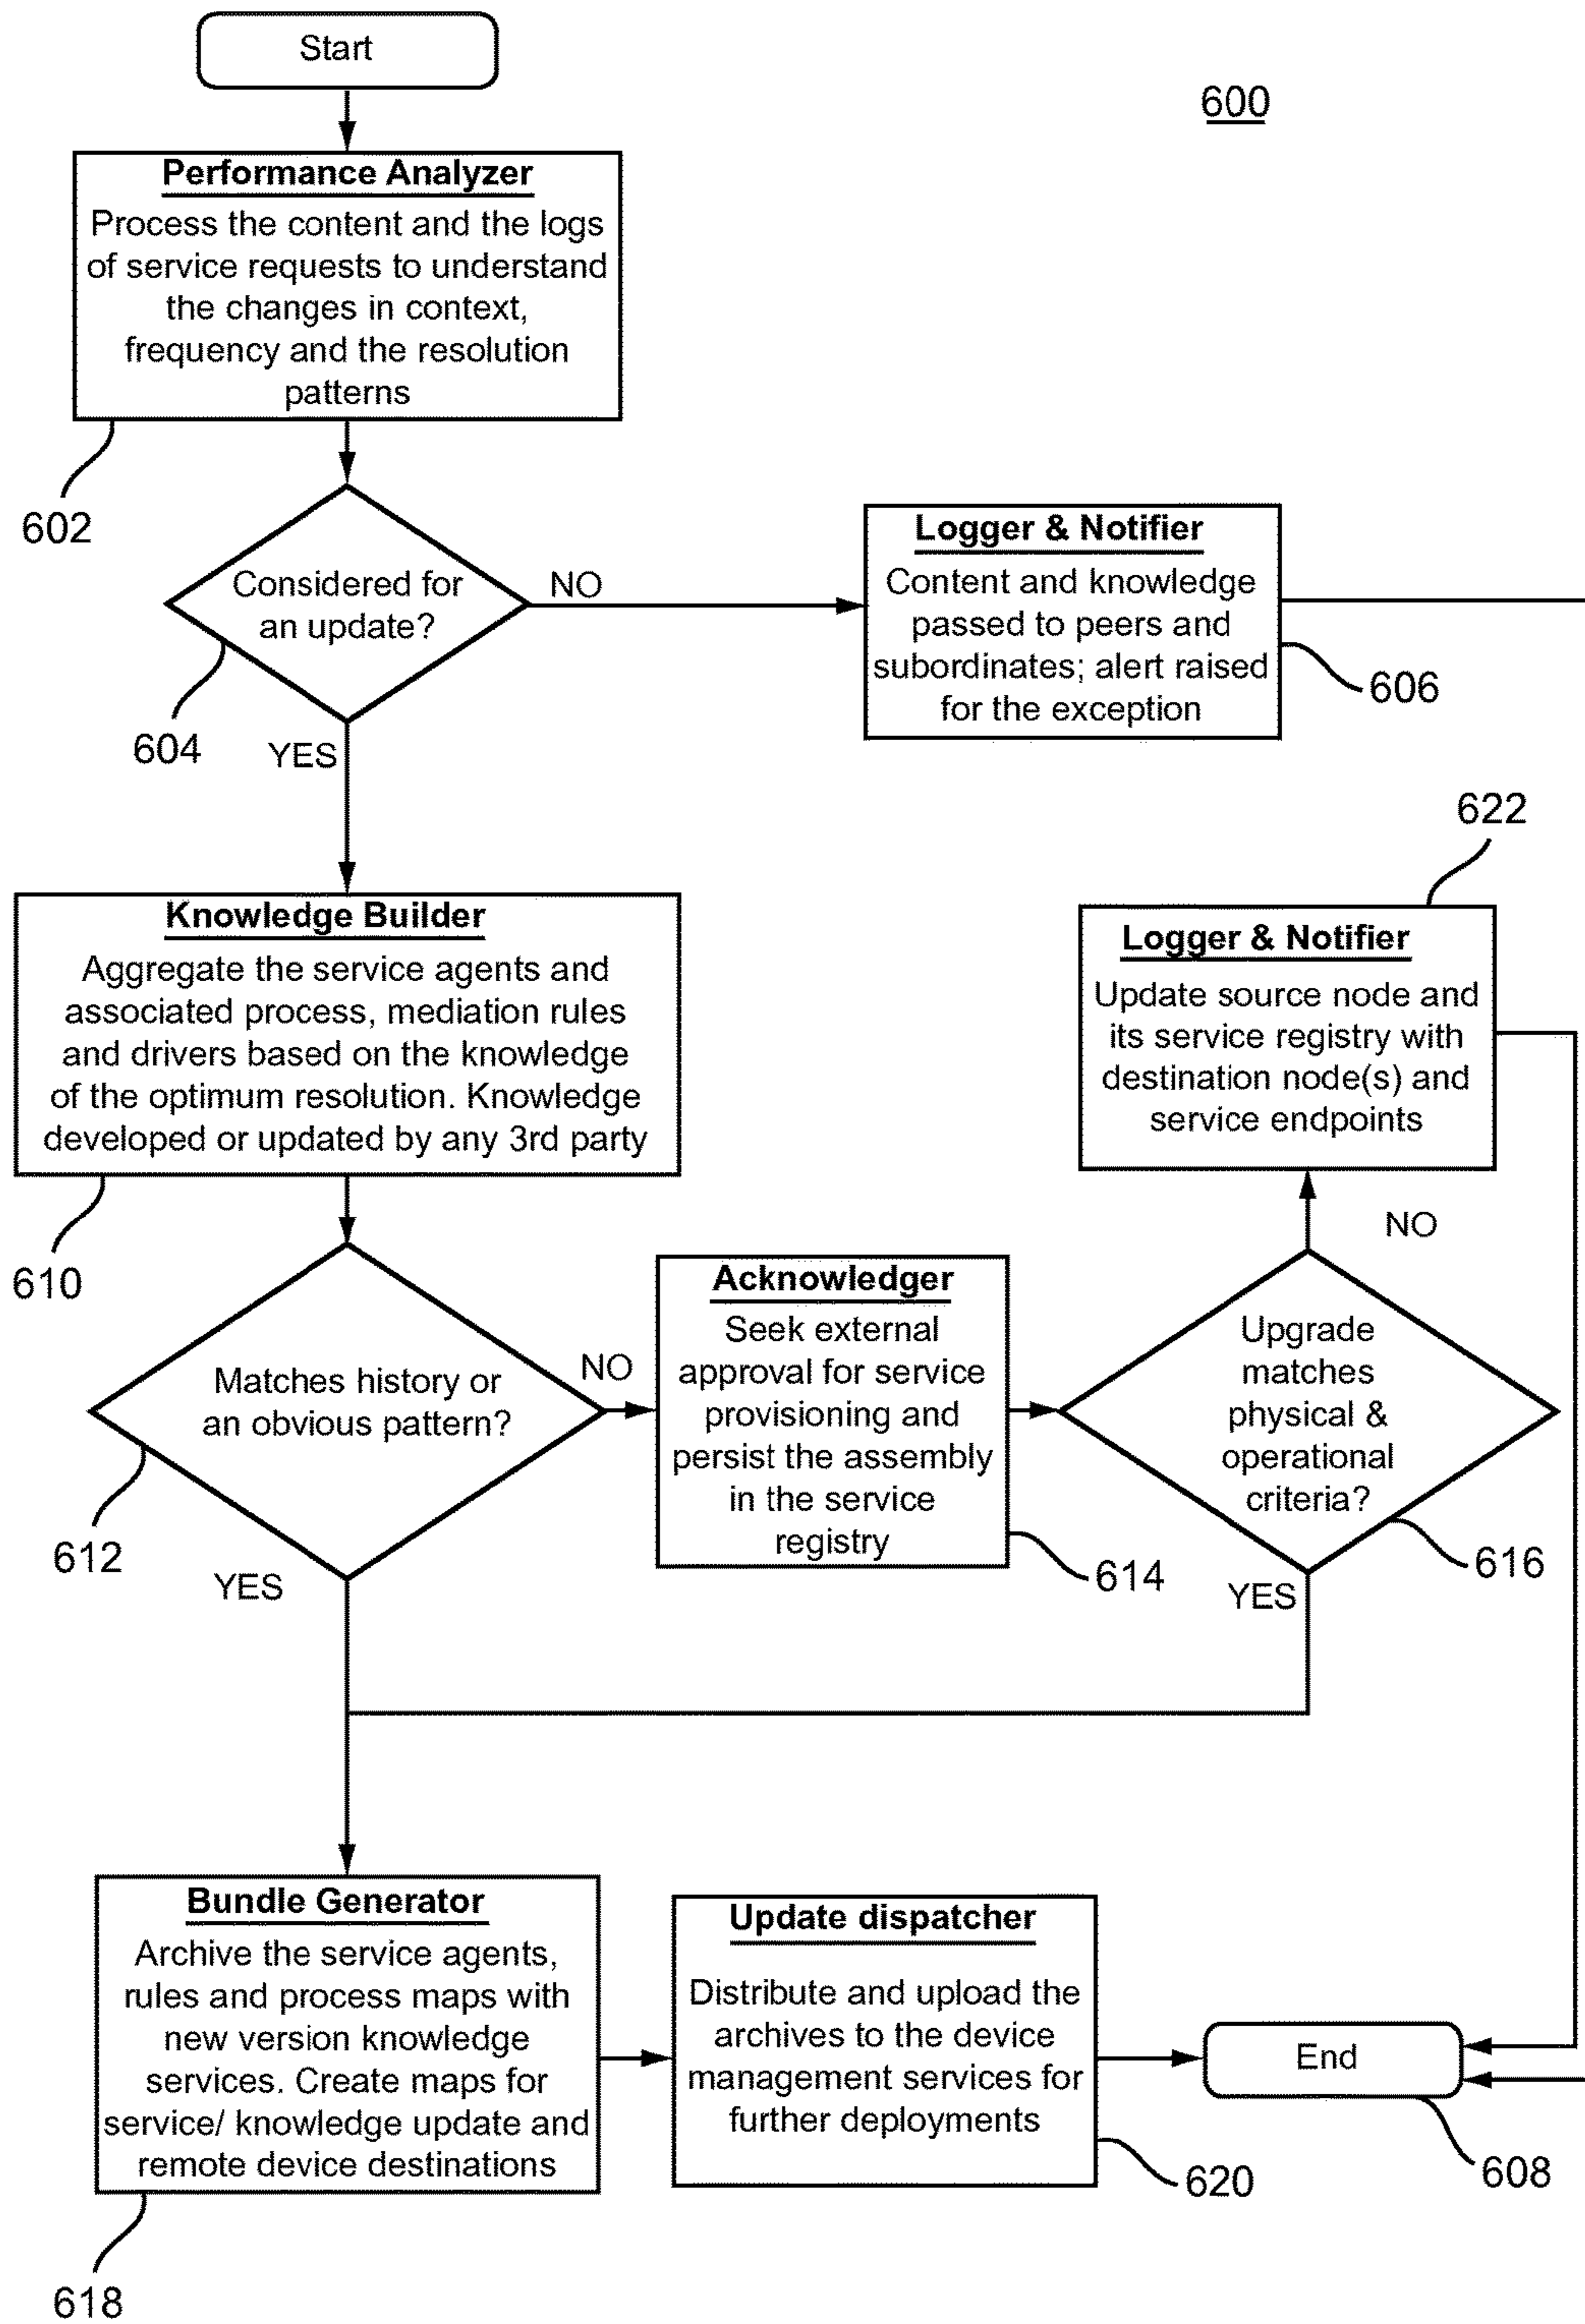 Start
600
Performance Analyzer
Process the content and the logs
of service requests to understand
the changes in context,
frequency and the resolution
patterns
602
Considered for
an update?
NO
604
YES
Logger & Notifier
Content and knowledge
passed to peers and
subordinates; alert raised
for the exception
606
622
Knowledge Builder
Aggregate the service agents and
associated process, mediation rules
and drivers based on the knowledge
of the optimum resolution. Knowledge
developed or updated by any 3rd party
610
Logger & Notifier
Update source node and
its service registry with
destination node(s) and
service endpoints
NO
Matches history or
an obvious pattern?
NO
612
YES
Acknowledger
Seek external
approval for service
provisioning and
persist the assembly
in the service
registry
614
Upgrade
matches
physical &
operational
criteria?
616
YES
Bundle Generator
Archive the service agents,
rules and process maps with
new version knowledge
services. Create maps for
service/ knowledge update and
remote device destinations
618
Update dispatcher
Distribute and upload the
archives to the device
management services for
further deployments
620
End
608